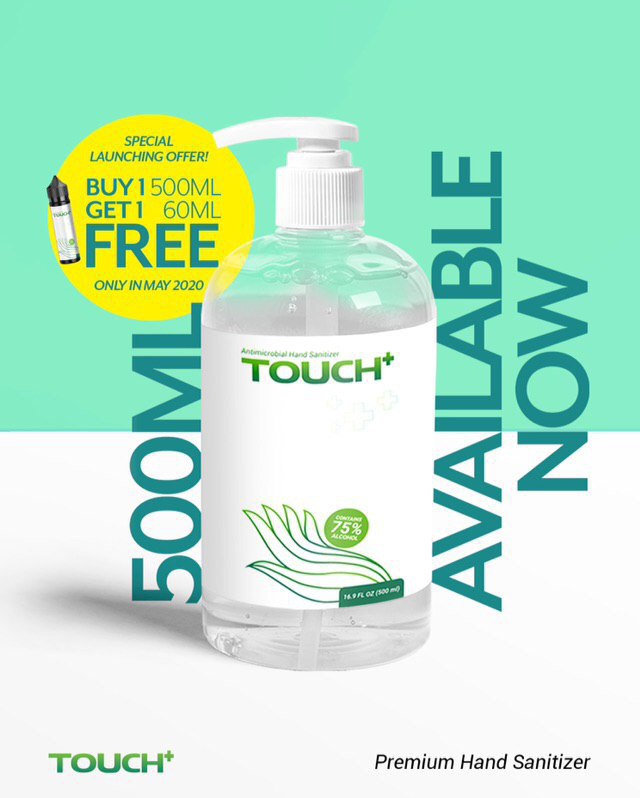 SPECIAL
LAUNCHING OFFER!
BUY 1 500ML
GET 1 60ML
FREE
ONLY IN MAY 2020
TOUCH+
500ML
AVAILABLE
NOW
Antimicrobial Hand Sanitizer
TOUCH+
CONTAINS
75%
ALCOHOL
16.9 FL OZ (500 ml)
TOUCH+
Premium Hand Sanitizer